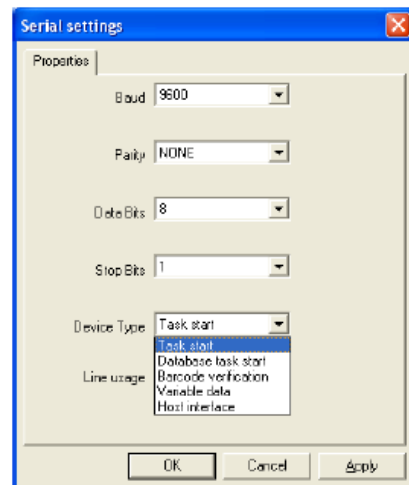 Serial settings
Properties
Baud 9600
Parity NONE
Data Bits 8
Stop Bits 1
Device Type Task start
Task start
Database task start
Barcode verification
Variable data
Host interface
Line usage
OK Cancel Apply